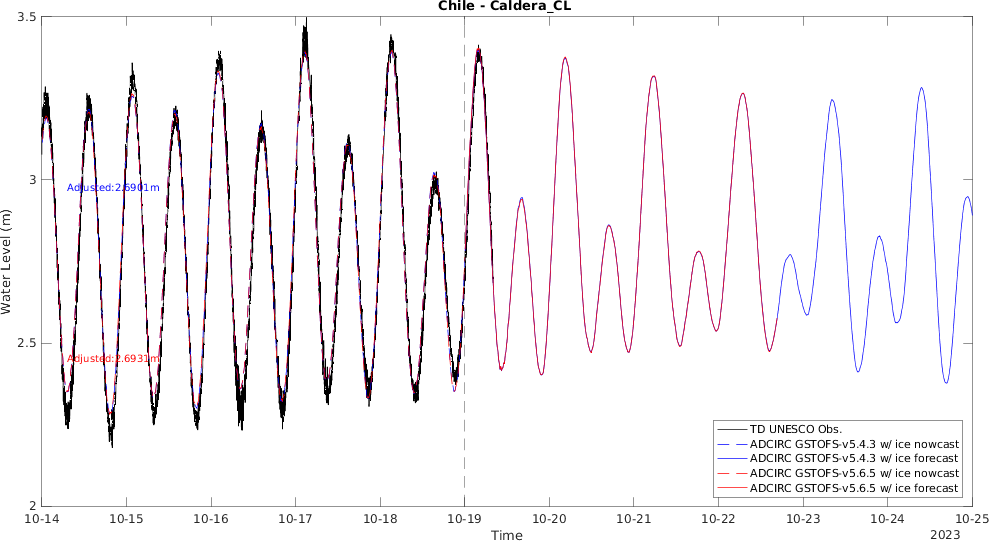 Chile - Caldera_CL
3.5
3
2.5
2
Water Level (m)
Adjusted:2.6901m
Adjusted:2.6931m
TD UNESCO Obs.
ADCIRC GSTOFS-v5.4.3 w/ ice nowcast
ADCIRC GSTOFS-v5.4.3 w/ ice forecast
ADCIRC GSTOFS-v5.6.5 w/ ice nowcast
ADCIRC GSTOFS-v5.6.5 w/ ice forecast
10-14 10-15 10-16 10-17 10-18 10-19 10-20 10-21 10-22 10-23 10-24 10-25
Time
2023